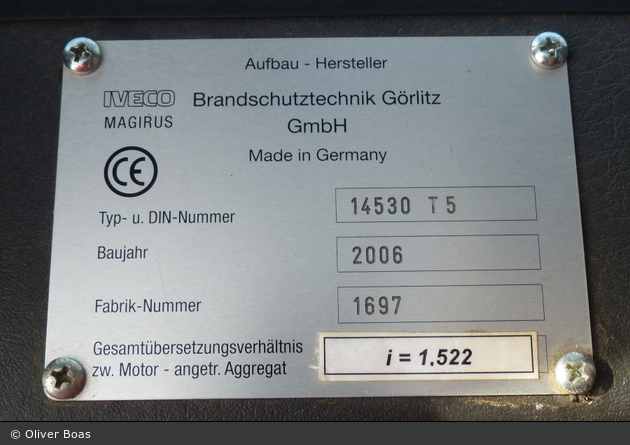 Aufbau - Hersteller
IVECO Brandschutztechnik Görlitz
MAGIRUS GmbH
Made in Germany
CE
Typ- u. DIN-Nummer 14530 T5
Baujahr 2006
Fabrik-Nummer 1697
Gesamtübersetzungsverhältnis
zw. Motor - angetr. Aggregat i = 1,522
© Oliver Boas